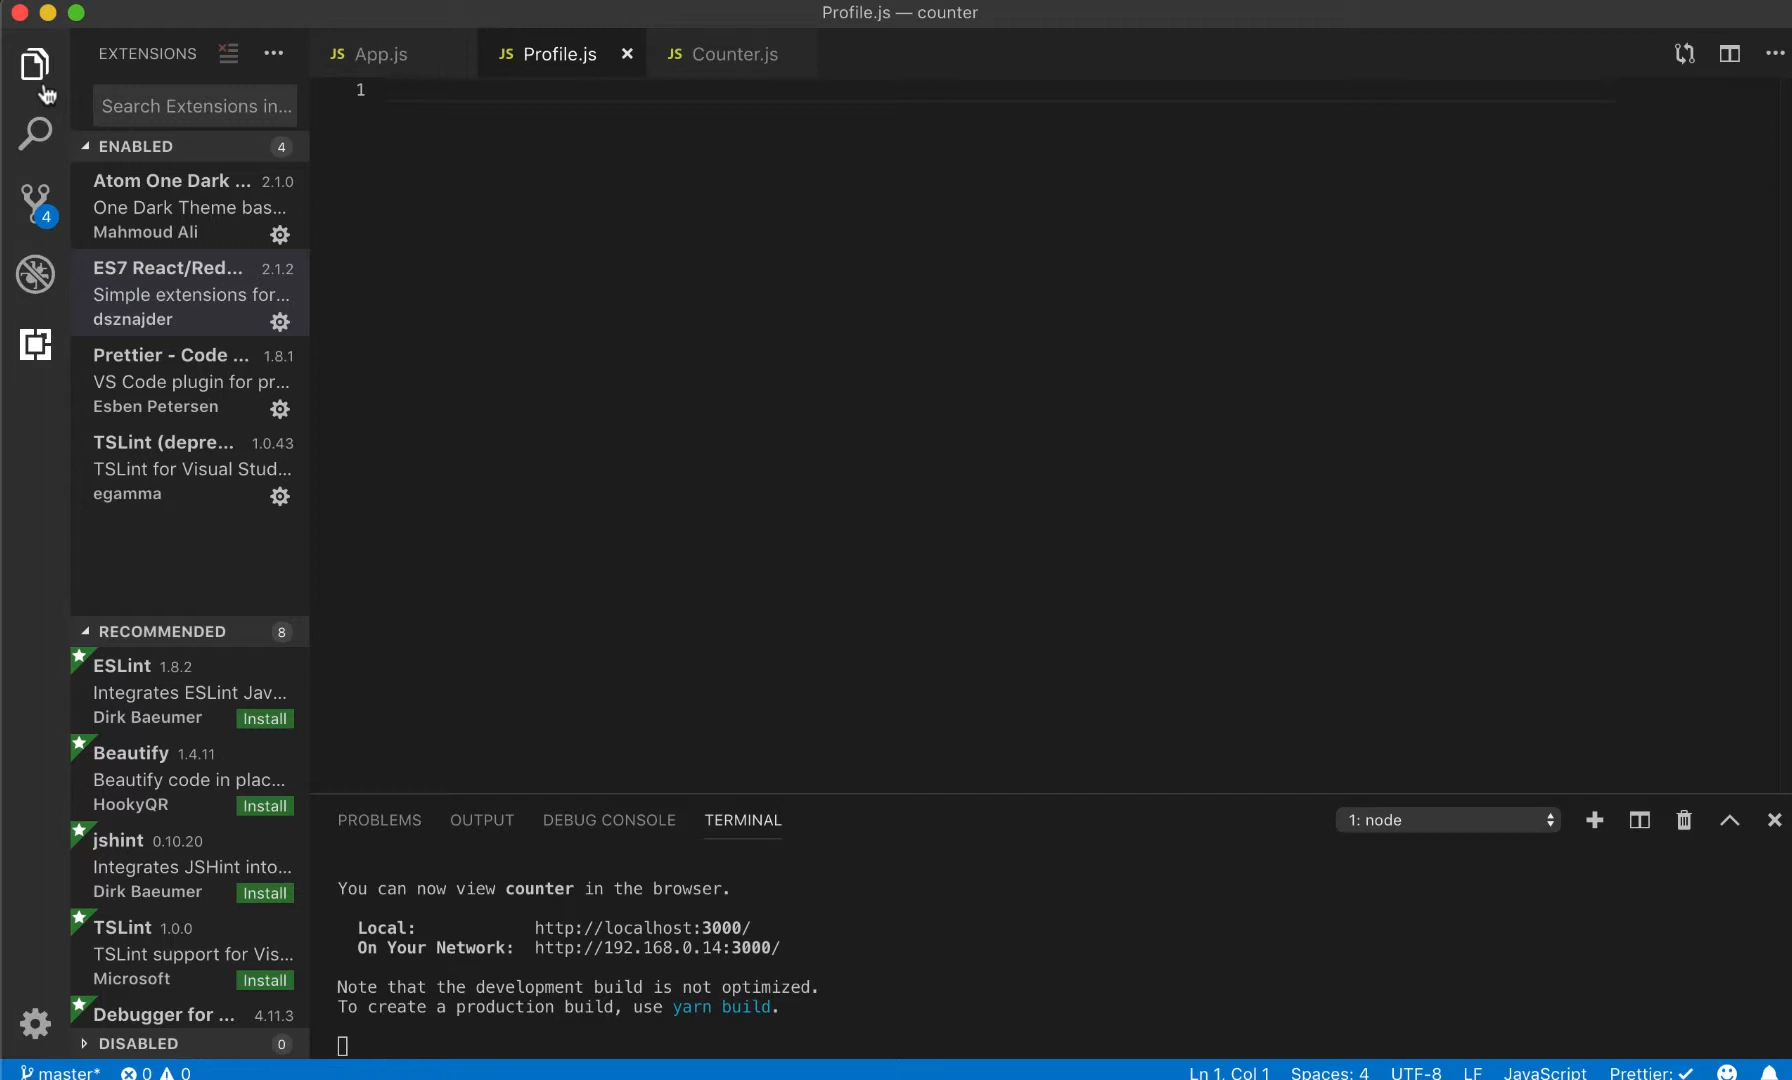 Profile.js — counter
EXTENSIONS
JS App.js
JS Profile.js
JS Counter.js
Search Extensions in...
1
ENABLED 4
Atom One Dark ... 2.1.0
One Dark Theme bas...
Mahmoud Ali
4
ES7 React/Red... 2.1.2
Simple extensions for...
dsznajder
Prettier - Code ... 1.8.1
VS Code plugin for pr...
Esben Petersen
TSLint (depre... 1.0.43
TSLint for Visual Stud...
egamma
RECOMMENDED 8
ESLint 1.8.2
Integrates ESLint Jav...
Dirk Baeumer Install
Beautify 1.4.11
Beautify code in plac...
HookyQR Install
jshint 0.10.20
Integrates JSHint into...
Dirk Baeumer Install
TSLint 1.0.0
TSLint support for Vis...
Microsoft Install
Debugger for ... 4.11.3
DISABLED 0
PROBLEMS OUTPUT DEBUG CONSOLE TERMINAL 1: node
You can now view counter in the browser.
Local: http://localhost:3000/
On Your Network: http://192.168.0.14:3000/
Note that the development build is not optimized.
To create a production build, use yarn build.
master* 0 0 Ln 1, Col 1 Spaces: 4 UTF-8 LF JavaScript Prettier: